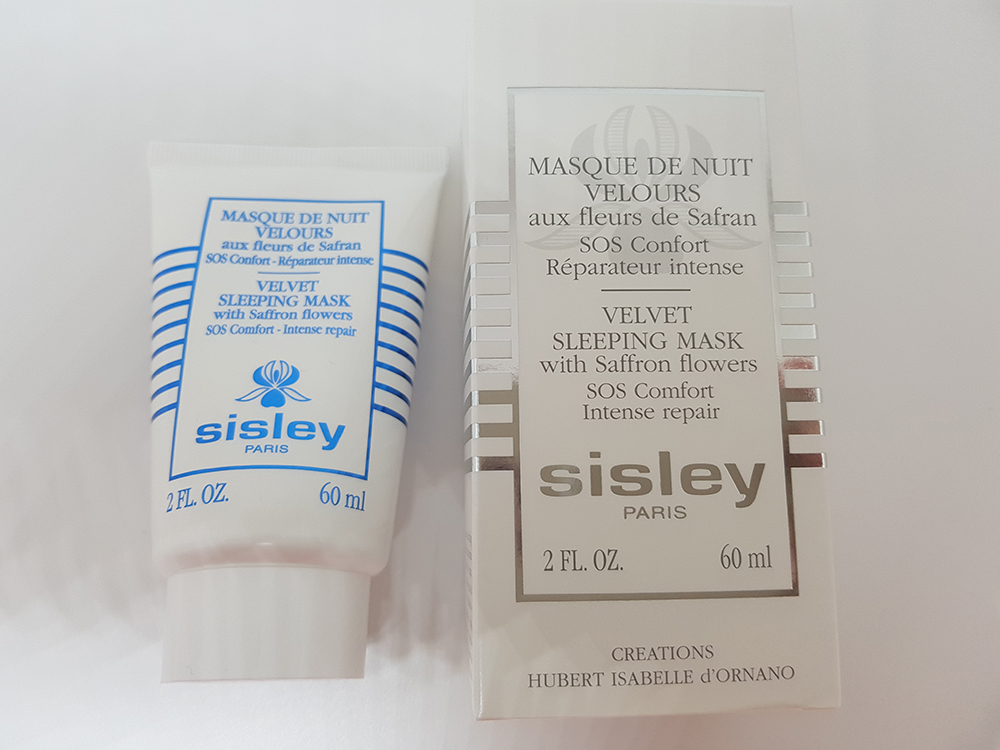 MASQUE DE NUIT
VELOURS
aux fleurs de Safran
SOS Confort - Réparateur intense
VELVET
SLEEPING MASK
with Saffron flowers
SOS Comfort - Intense repair
sisley
PARIS
2 FL. OZ. 60 ml
MASQUE DE NUIT
VELOURS
aux fleurs de Safran
SOS Confort
Réparateur intense
VELVET
SLEEPING MASK
with Saffron flowers
SOS Comfort
Intense repair
sisley
PARIS
2 FL. OZ. 60 ml
CREATIONS
HUBERT ISABELLE d'ORNANO